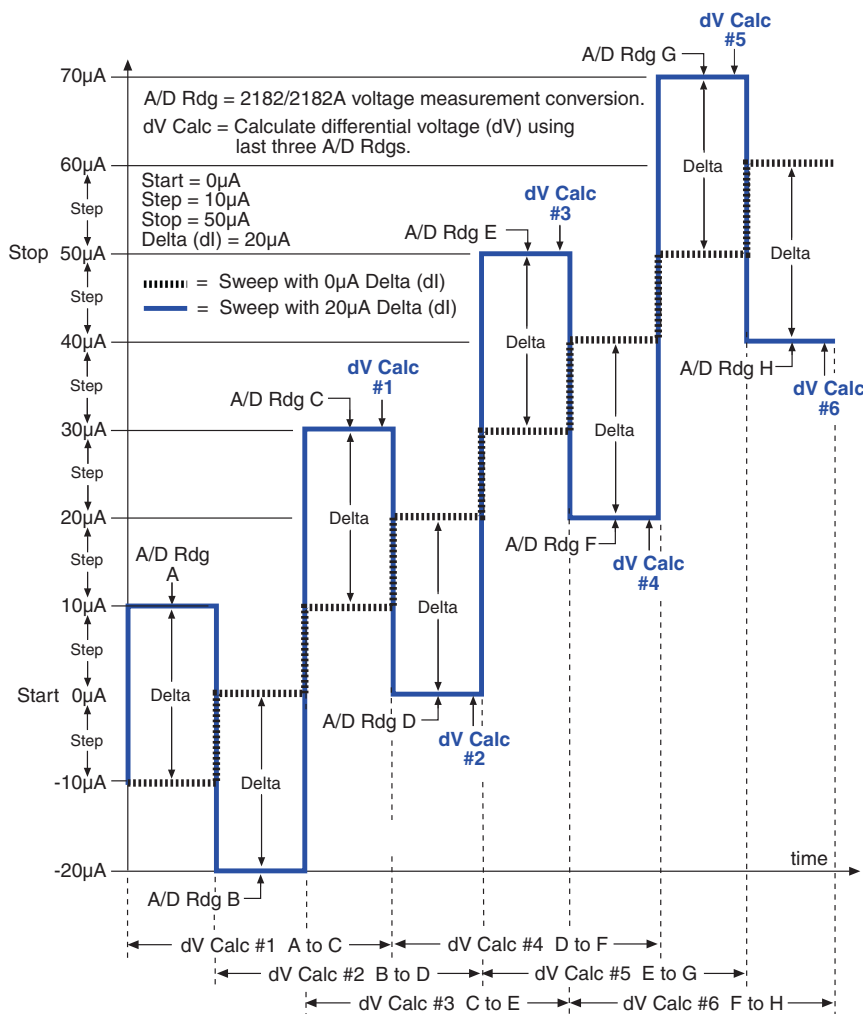 dV Calc
#5
A/D Rdg G
70µA
A/D Rdg = 2182/2182A voltage measurement conversion.
dV Calc = Calculate differential voltage (dV) using
last three A/D Rdgs.
Delta
60µA
Start = 0µA
Step = 10µA
Stop = 50µA
Delta (dI) = 20µA
dV Calc
#3
Step
A/D Rdg E
Stop 50µA
Delta
= Sweep with 0µA Delta (dI)
= Sweep with 20µA Delta (dI)
Step
40µA
Delta
dV Calc
#1
A/D Rdg H
dV Calc
#6
Step
A/D Rdg C
30µA
Delta
Step
20µA
Delta
A/D Rdg F
dV Calc
#4
A/D Rdg
A
Step
10µA
Delta
Step
Start 0µA
Delta
A/D Rdg D
dV Calc
#2
Step
Delta
-10µA
time
-20µA
A/D Rdg B
dV Calc #1 A to C
dV Calc #4 D to F
dV Calc #2 B to D
dV Calc #5 E to G
dV Calc #3 C to E
dV Calc #6 F to H